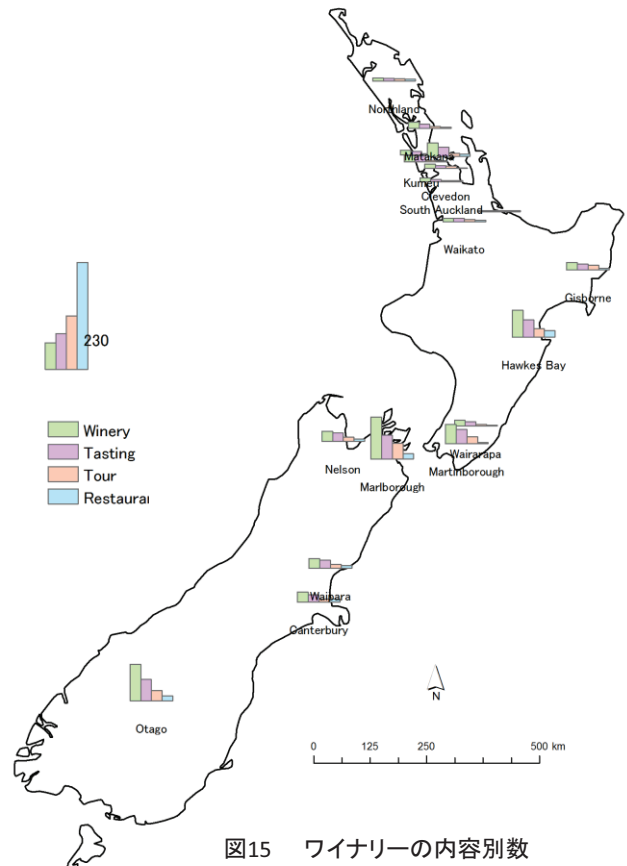 Northland
Matakana
Kumeu
Clevedon
South Auckland
Waikato
Gisborne
230
Hawkes Bay
Winery
Tasting
Tour
Restaura
Nelson
Wairarapa
Martinborough
Marlborough
Waipara
Canterbury
Otago
N
0 125 250 500 km
図15 ワイナリーの内容別数